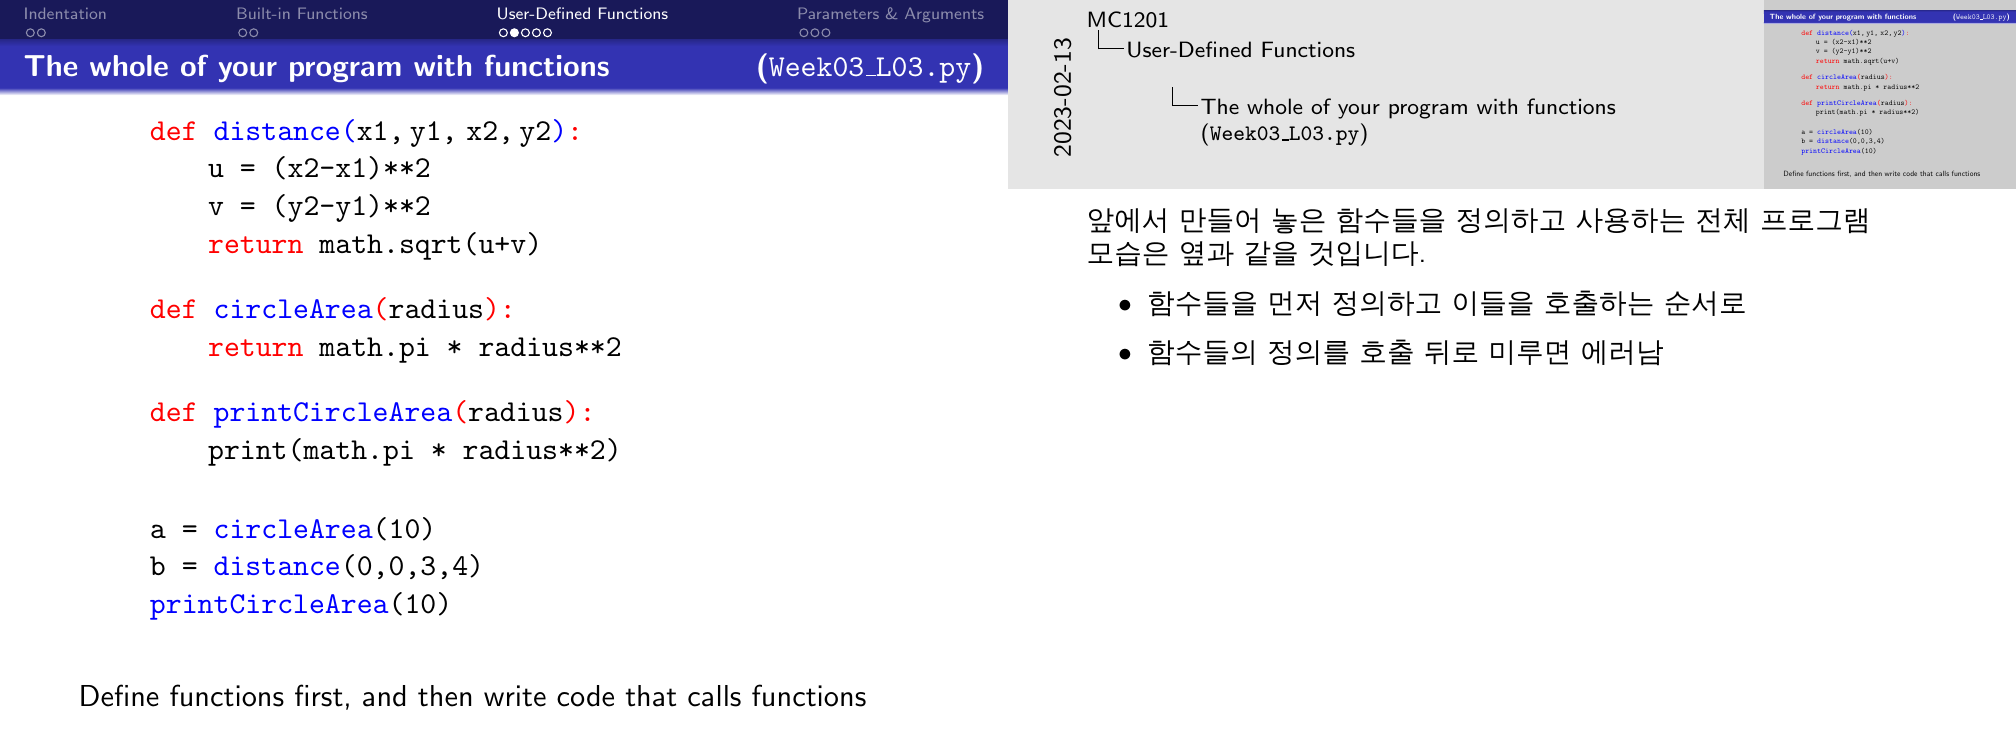 Indentation
Built-in Functions
User-Defined Functions
Parameters & Arguments
The whole of your program with functions (Week03_L03.py)
def distance(x1, y1, x2, y2):
    u = (x2-x1)**2
    v = (y2-y1)**2
    return math.sqrt(u+v)
def circleArea(radius):
    return math.pi * radius**2
def printCircleArea(radius):
    print(math.pi * radius**2)
a = circleArea(10)
b = distance(0,0,3,4)
printCircleArea(10)
Define functions first, and then write code that calls functions
2023-02-13
MC1201
User-Defined Functions
The whole of your program with functions
(Week03_L03.py)
The whole of your program with functions (Week03_L03.py)
def distance(x1, y1, x2, y2):
    u = (x2-x1)**2
    v = (y2-y1)**2
    return math.sqrt(u+v)
def circleArea(radius):
    return math.pi * radius**2
def printCircleArea(radius):
    print(math.pi * radius**2)
a = circleArea(10)
b = distance(0,0,3,4)
printCircleArea(10)
Define functions first, and then write code that calls functions
앞에서 만들어 놓은 함수들을 정의하고 사용하는 전체 프로그램
모습은 옆과 같을 것입니다.
• 함수들을 먼저 정의하고 이들을 호출하는 순서로
• 함수들의 정의를 호출 뒤로 미루면 에러남